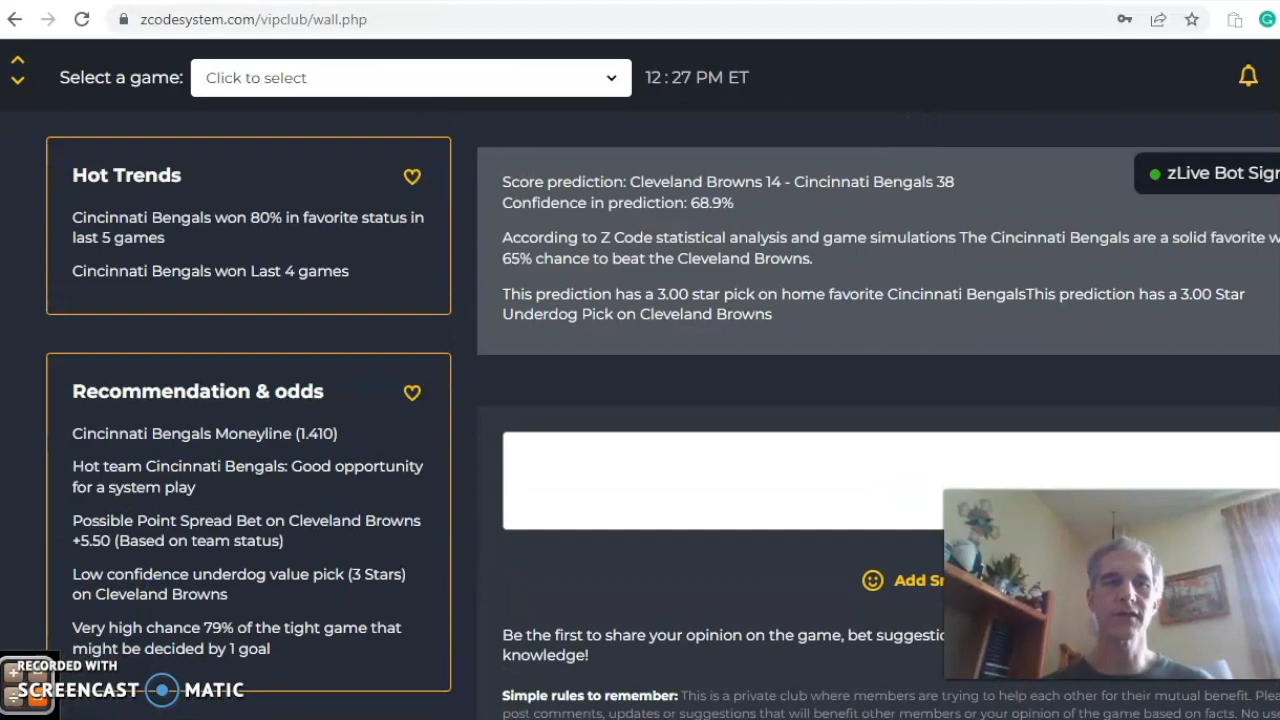 zcodesystem.com/vipclub/wall.php
Select a game:
Click to select
12 : 27 PM ET
Hot Trends
Cincinnati Bengals won 80% in favorite status in
last 5 games
Cincinnati Bengals won Last 4 games
Recommendation & odds
Cincinnati Bengals Moneyline (1.410)
Hot team Cincinnati Bengals: Good opportunity
for a system play
Possible Point Spread Bet on Cleveland Browns
+5.50 (Based on team status)
Low confidence underdog value pick (3 Stars)
on Cleveland Browns
Very high chance 79% of the tight game that
might be decided by 1 goal
Score prediction: Cleveland Browns 14 - Cincinnati Bengals 38
Confidence in prediction: 68.9%
According to Z Code statistical analysis and game simulations The Cincinnati Bengals are a solid favorite w
65% chance to beat the Cleveland Browns.
This prediction has a 3.00 star pick on home favorite Cincinnati BengalsThis prediction has a 3.00 Star
Underdog Pick on Cleveland Browns
zLive Bot Sign
Add Sm
Be the first to share your opinion on the game, bet suggestio
knowledge!
Simple rules to remember: This is a private club where members are trying to help each other for their mutual benefit. Plea
post comments, updates or suggestions that will benefit other members or your opinion of the game based on facts. No use
RECORDED WITH
SCREENCAST MATIC